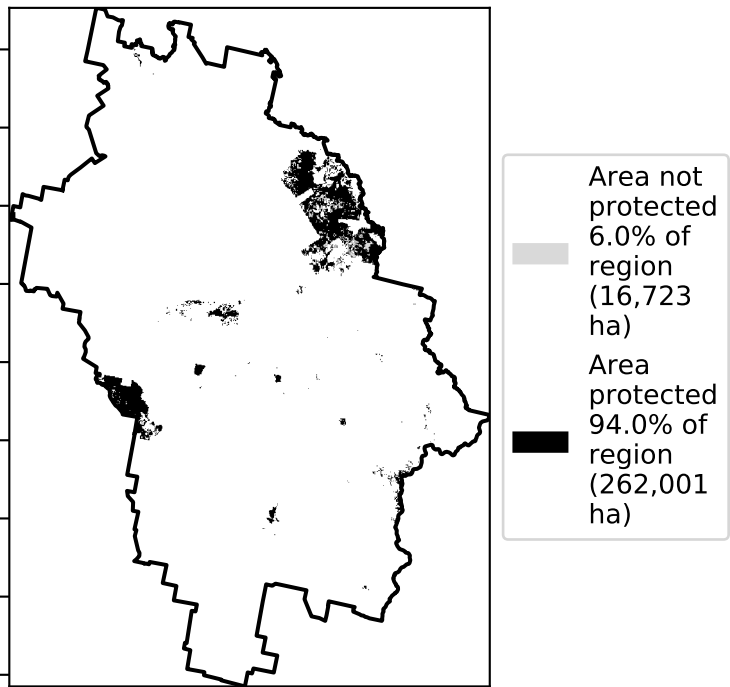 Area not
protected
6.0% of
region
(16,723
ha)
Area
protected
94.0% of
region
(262,001
ha)